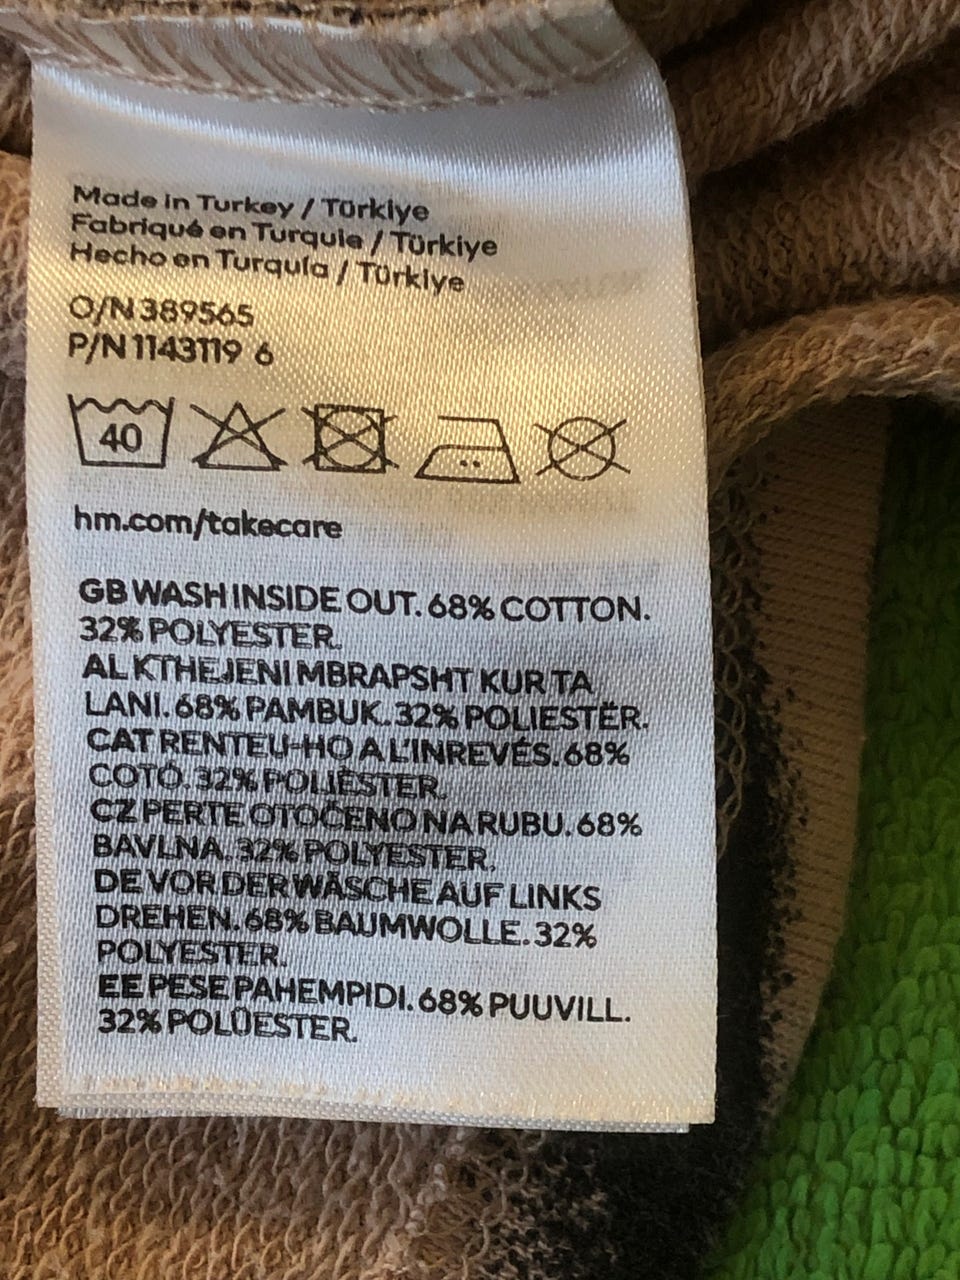 Made in Turkey / Türkiye
Fabriqué en Turquie / Türkiye
Hecho en Turquía / Türkiye
O/N 389565
P/N 1143119 6
40
hm.com/takecare
GB WASH INSIDE OUT. 68% COTTON.
32% POLYESTER.
AL KTHEJENI MBRAPSHT KUR TA
LANI. 68% PAMBUK. 32% POLIESTËR.
CAT RENTEU-HO A L'INREVÉS. 68%
COTÓ. 32% POLIÈSTER.
CZ PERTE OTOČENO NA RUBU. 68%
BAVLNA. 32% POLYESTER.
DE VOR DER WÄSCHE AUF LINKS
DREHEN. 68% BAUMWOLLE. 32%
POLYESTER.
EE PESE PAHEMPIDI. 68% PUUVILL.
32% POLÜESTER.